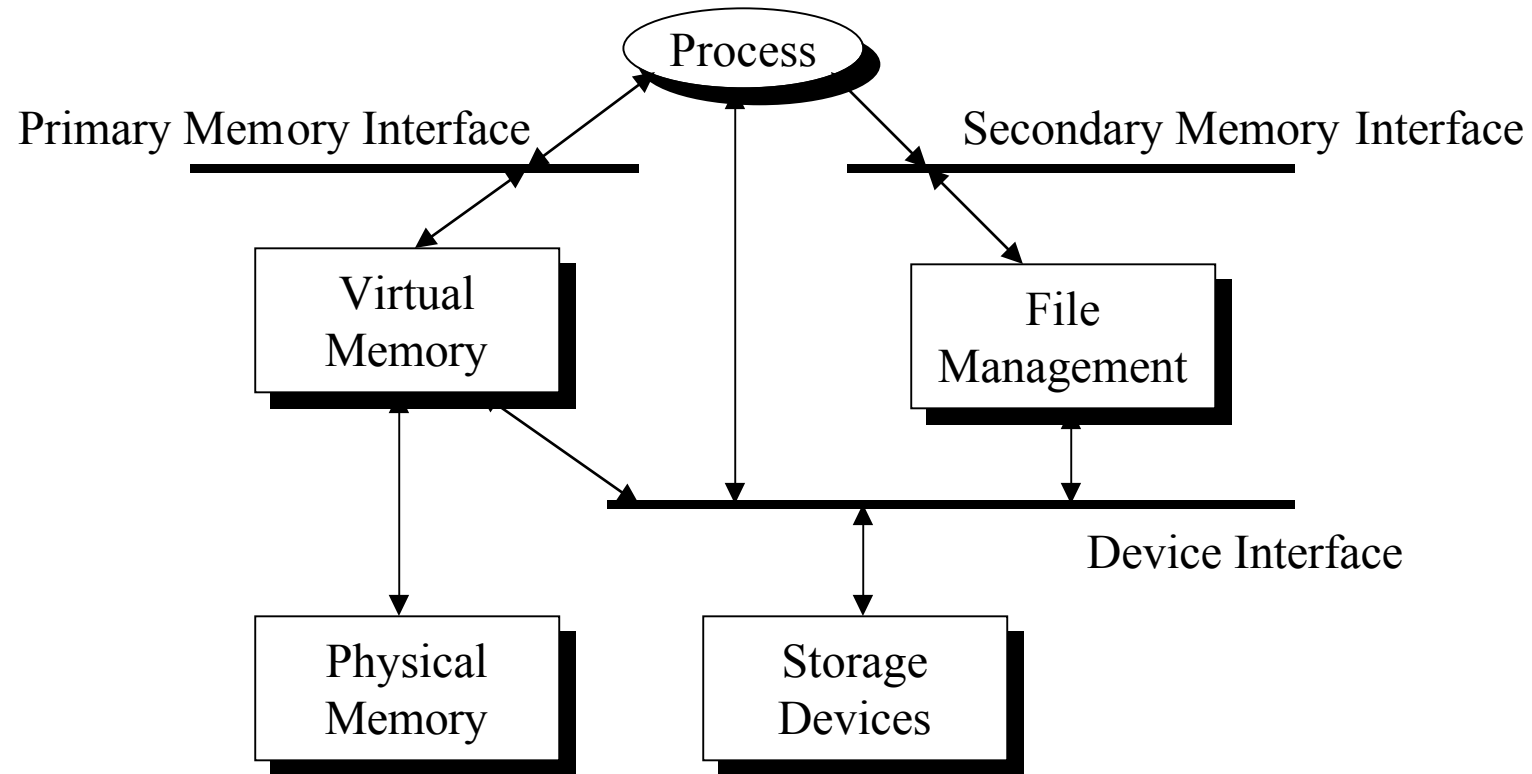 Process
Primary Memory Interface
Secondary Memory Interface
Virtual
Memory
File
Management
Device Interface
Physical
Memory
Storage
Devices